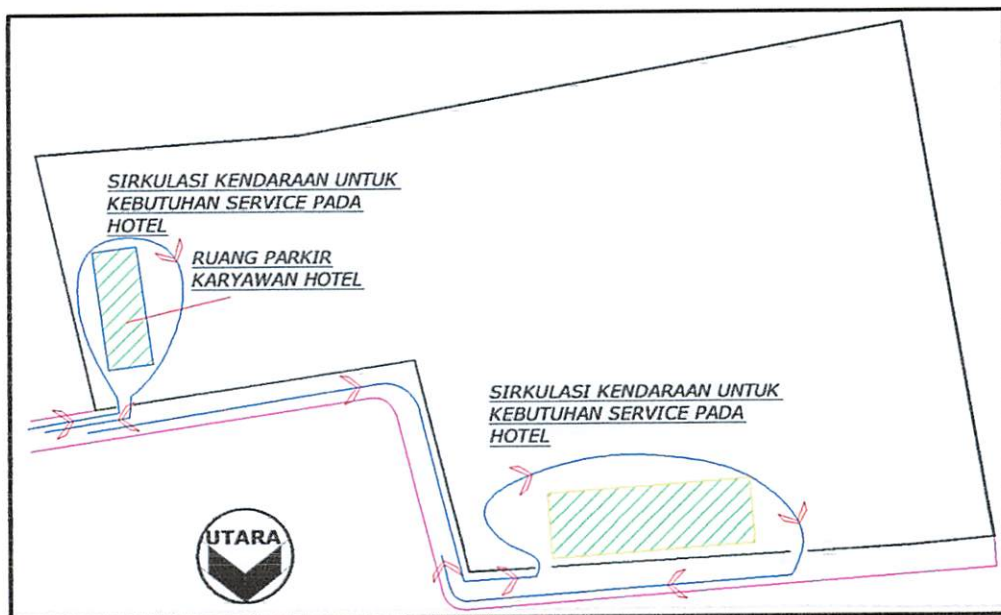 SIRKULASI KENDARAAN UNTUK
KEBUTUHAN SERVICE PADA
HOTEL
RUANG PARKIR
KARYAWAN HOTEL
SIRKULASI KENDARAAN UNTUK
KEBUTUHAN SERVICE PADA
HOTEL
UTARA